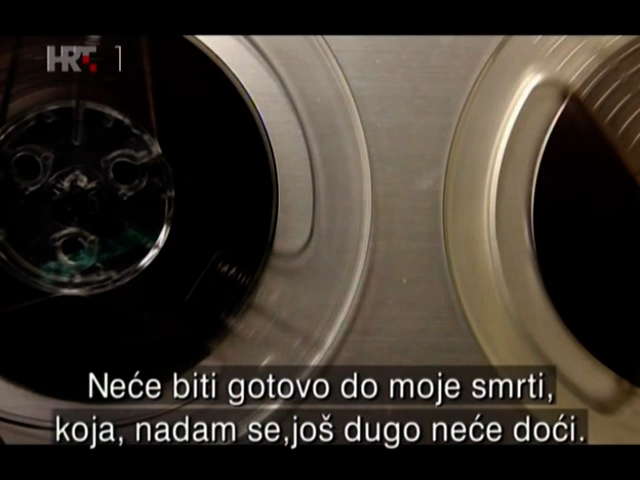 HRT 1
Neće biti gotovo do moje smrti,
koja, nadam se,još dugo neće doći.